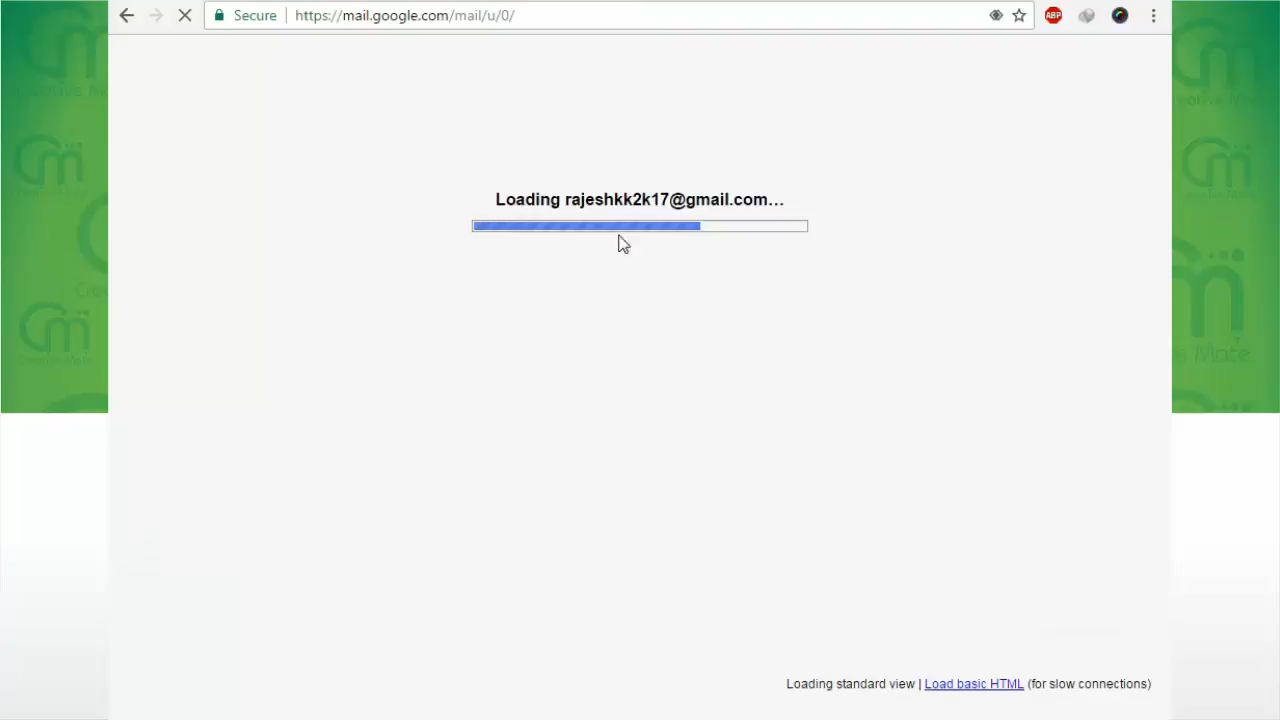 Secure https://mail.google.com/mail/u/0/ ABP
Loading rajeshkk2k17@gmail.com...
Loading standard view | Load basic HTML (for slow connections)